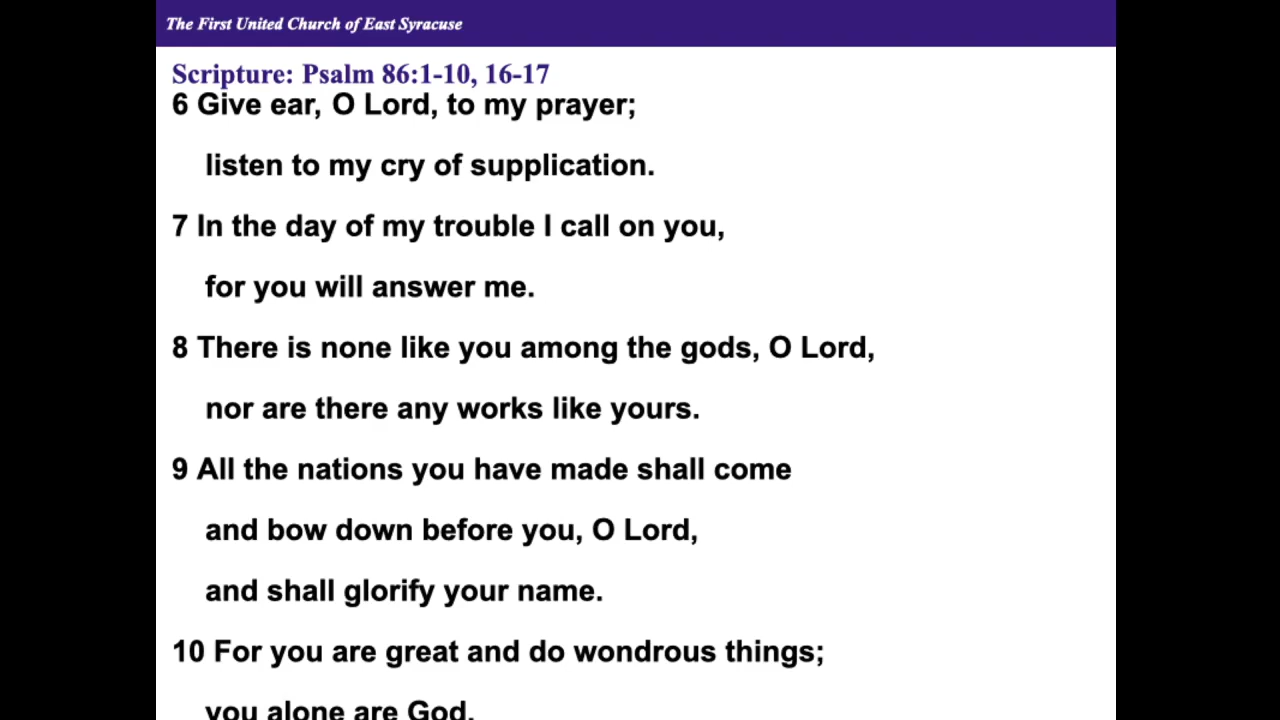 The First United Church of East Syracuse
Scripture: Psalm 86:1-10, 16-17
6 Give ear, O Lord, to my prayer;
listen to my cry of supplication.
7 In the day of my trouble I call on you,
for you will answer me.
8 There is none like you among the gods, O Lord,
nor are there any works like yours.
9 All the nations you have made shall come
and bow down before you, O Lord,
and shall glorify your name.
10 For you are great and do wondrous things;
you alone are God.